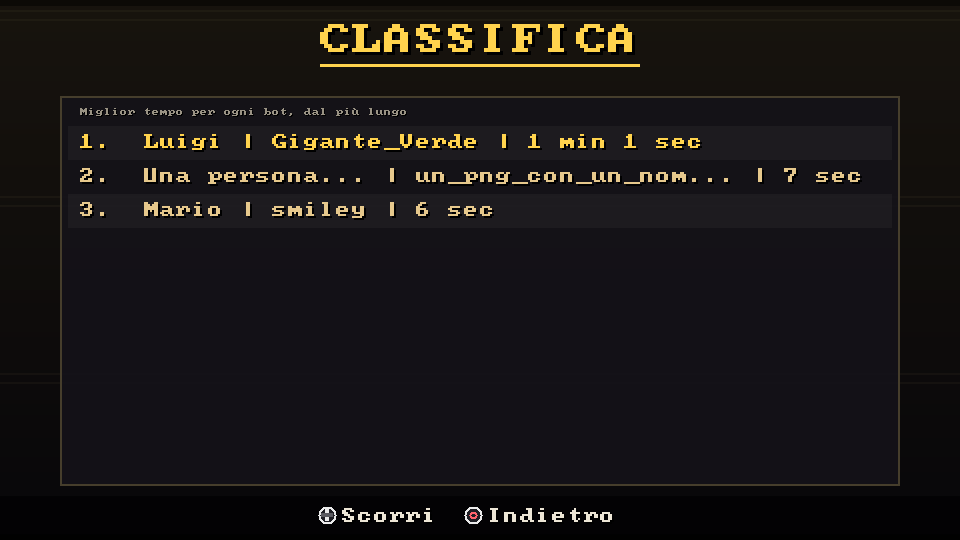 CLASSIFICA
Miglior tempo per ogni bot, dal più lungo
1. Luigi | Gigante_Verde | 1 min 1 sec
2. Una persona... | un_png_con_un_nom... | 7 sec
3. Mario | smiley | 6 sec
Scorri Indietro